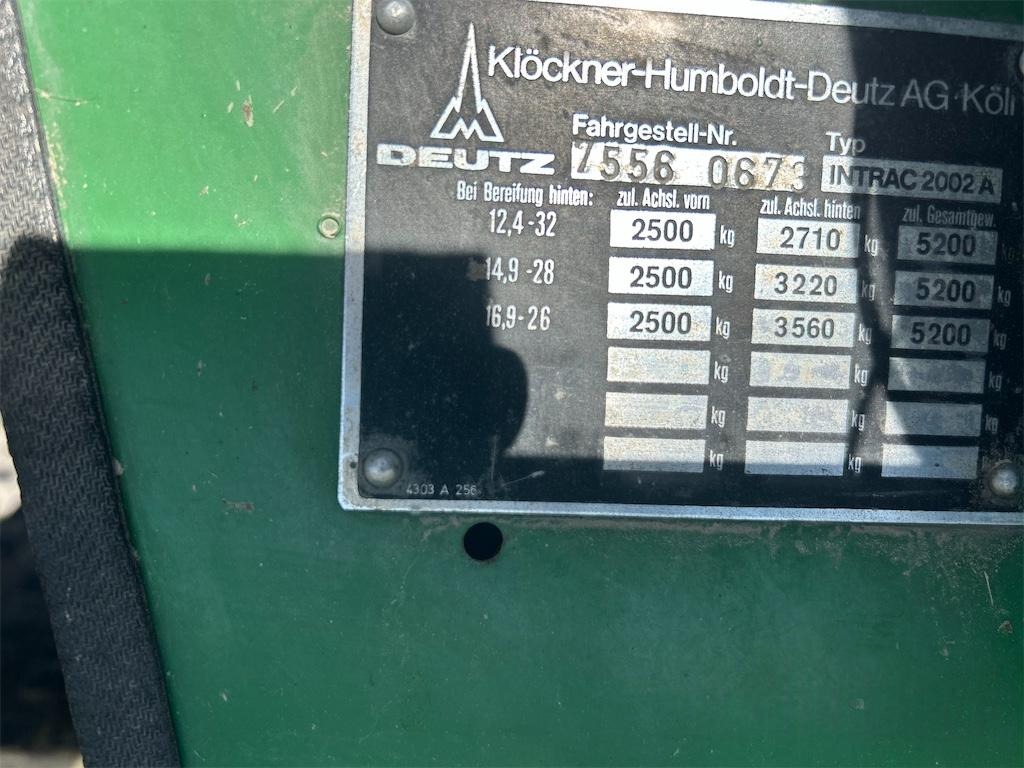 Klöckner-Humboldt-Deutz AG Köln
DEUTZ
Fahrgestell-Nr. Typ
7556 0673 INTRAC 2002 A
Bei Bereifung hinten: zul. Achsl. vorn zul. Achsl. hinten zul. Gesamtgew.
12,4-32 2500 kg 2710 kg 5200 kg
14,9-28 2500 kg 3220 kg 5200 kg
16,9-26 2500 kg 3560 kg 5200 kg
kg kg kg
kg kg kg
kg kg kg
4303 A 256